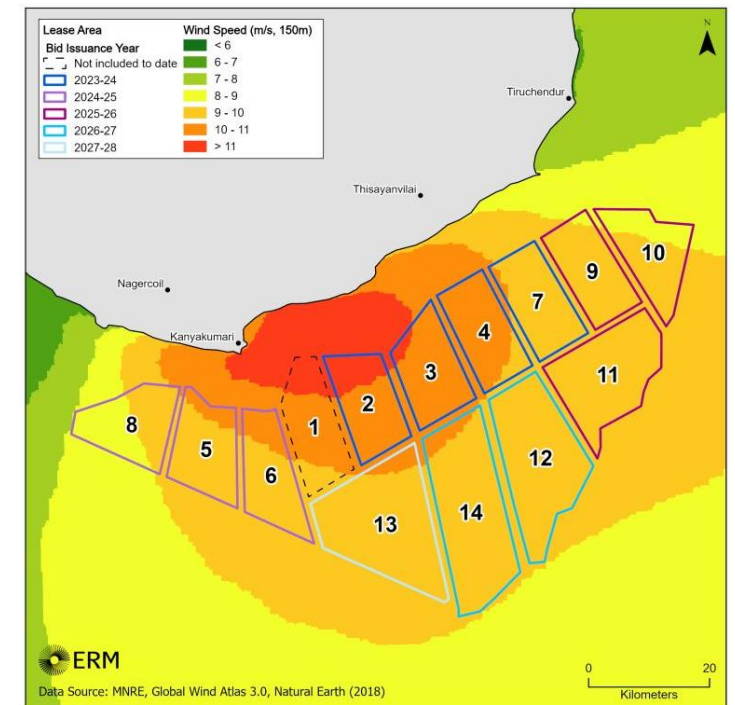 Lease Area
Bid Issuance Year
Not included to date
2023-24
2024-25
2025-26
2026-27
2027-28
Wind Speed (m/s, 150m)
< 6
6 - 7
7 - 8
8 - 9
9 - 10
10 - 11
> 11
N
Tiruchendur
Thisayanvilai
Nagercoil
Kanyakumari
10
9
7
4
3
11
2
1
8
5
6
12
14
13
ERM
Data Source: MNRE, Global Wind Atlas 3.0, Natural Earth (2018)
0 20
Kilometers